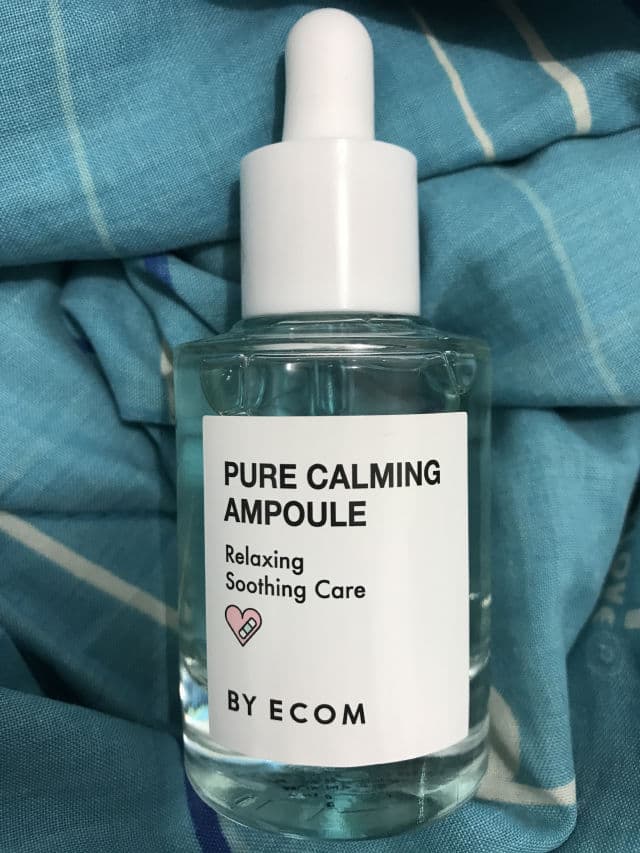 PURE CALMING
AMPOULE
Relaxing
Soothing Care
BY ECOM